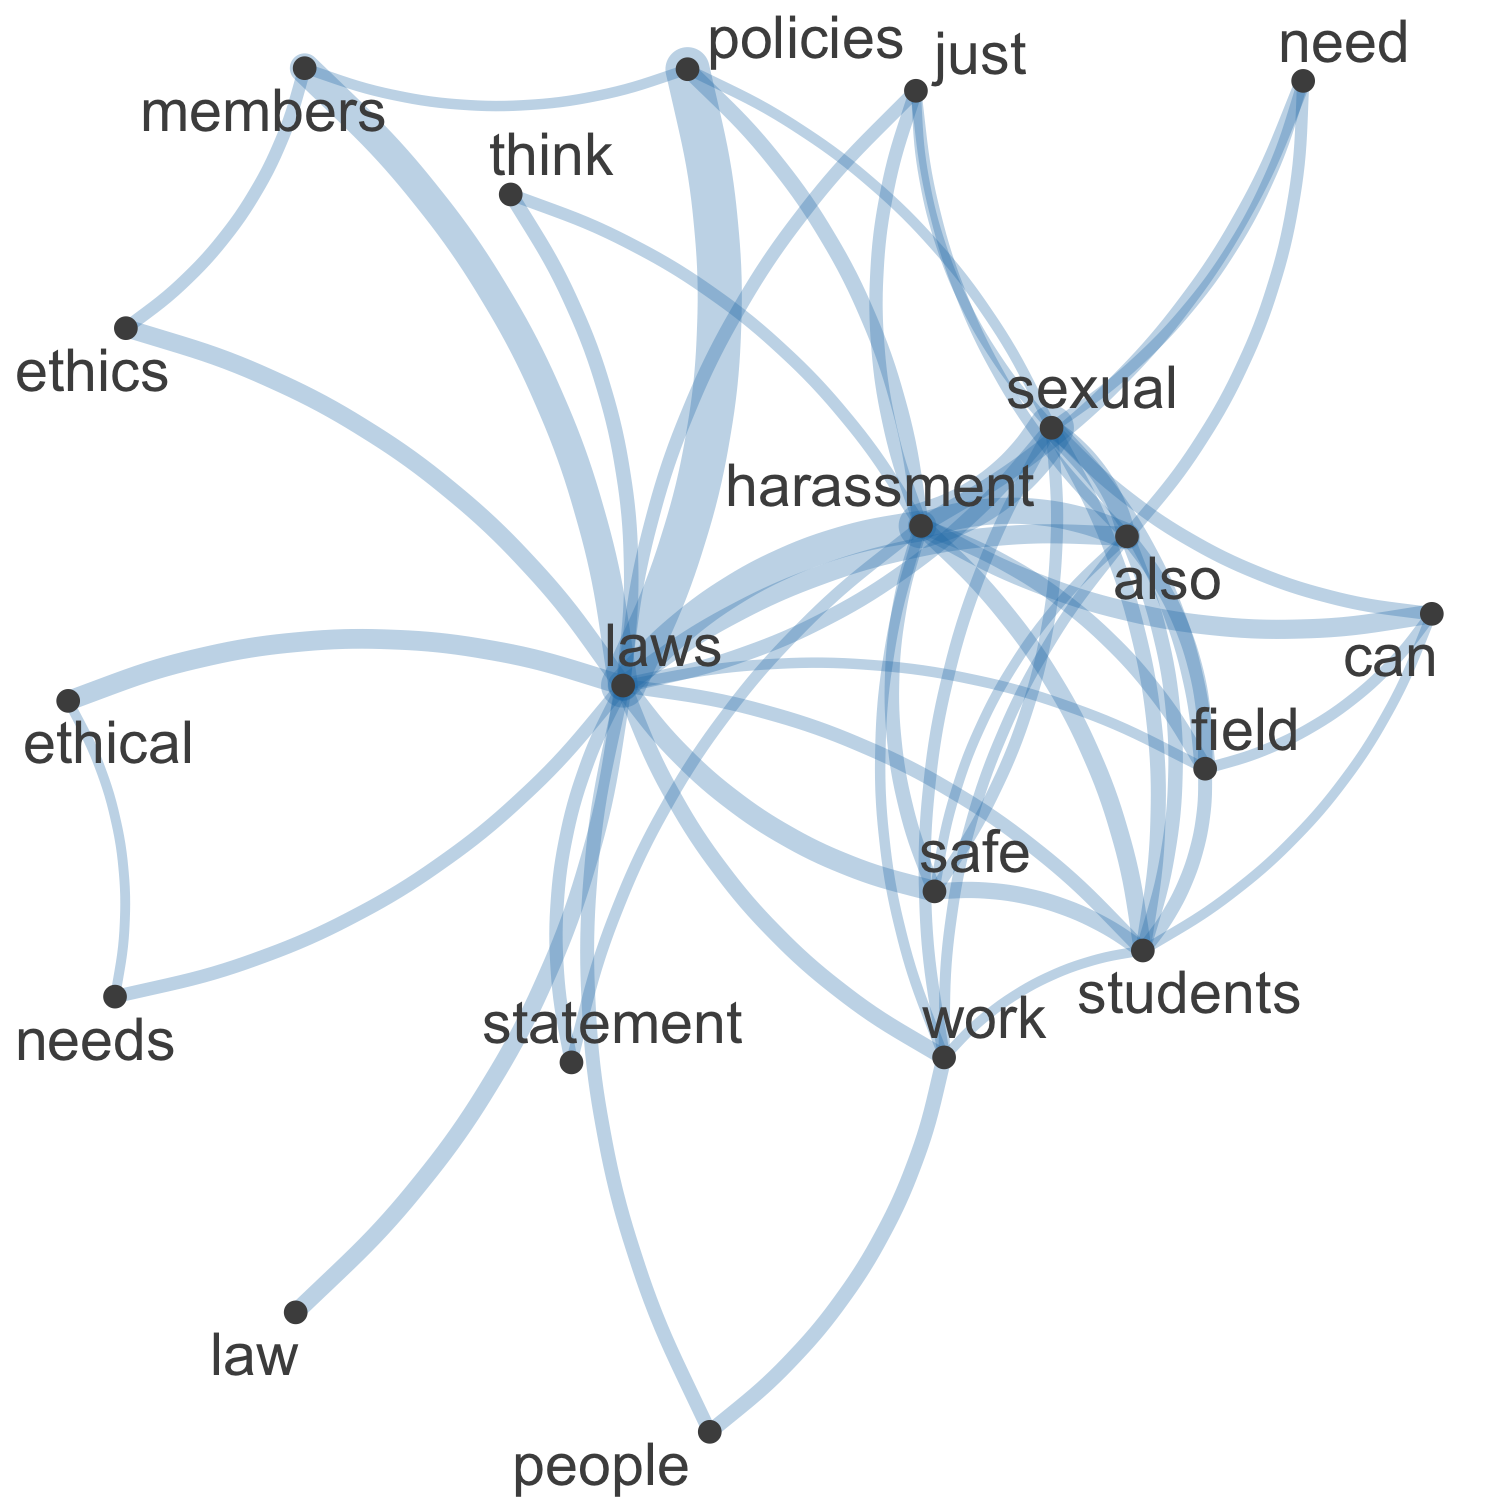 policies
just
need
members
think
ethics
sexual
harassment
also
laws
can
ethical
field
safe
students
needs
statement
work
law
people